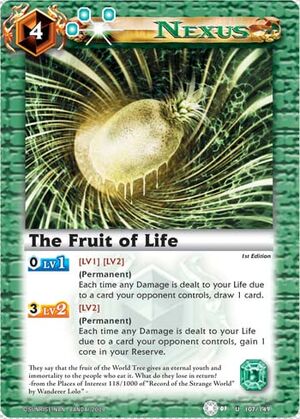 4
Nexus
The Fruit of Life
1st Edition
0 LV1 [LV1] [LV2]
(Permanent)
Each time any Damage is dealt to your Life due
to a card your opponent controls, draw 1 card.
3 LV2 [LV2]
(Permanent)
Each time any Damage is dealt to your Life due
to a card your opponent controls, gain 1
core in your Reserve.
They say that the fruit of the World Tree gives an eternal youth and
immortality to the people who eat it. What do they lose in return?
-from the Places of Interest 118/1000 of "Record of the Strange World"
by Wanderer Lolo" -
U 107/149